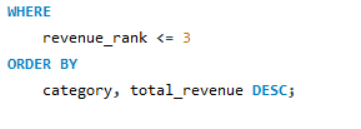 WHERE
revenue_rank <= 3
ORDER BY
category, total_revenue DESC;